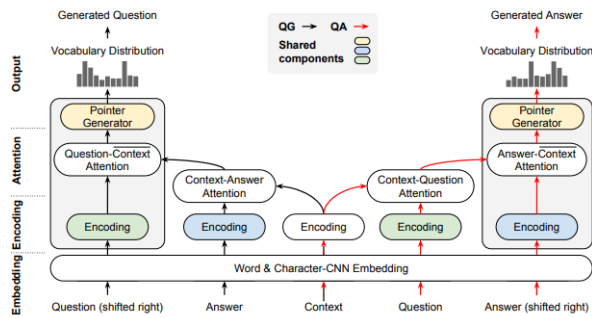 Generated Question
Generated Answer
QG
QA
Shared
components
Vocabulary Distribution
Vocabulary Distribution
Output
Pointer
Generator
Pointer
Generator
Attention
Question-Context
Attention
Answer-Context
Attention
Context-Answer
Attention
Context-Question
Attention
Encoding
Encoding
Encoding
Encoding
Encoding
Encoding
Embedding
Word & Character-CNN Embedding
Question (shifted right)
Answer
Context
Question
Answer (shifted right)